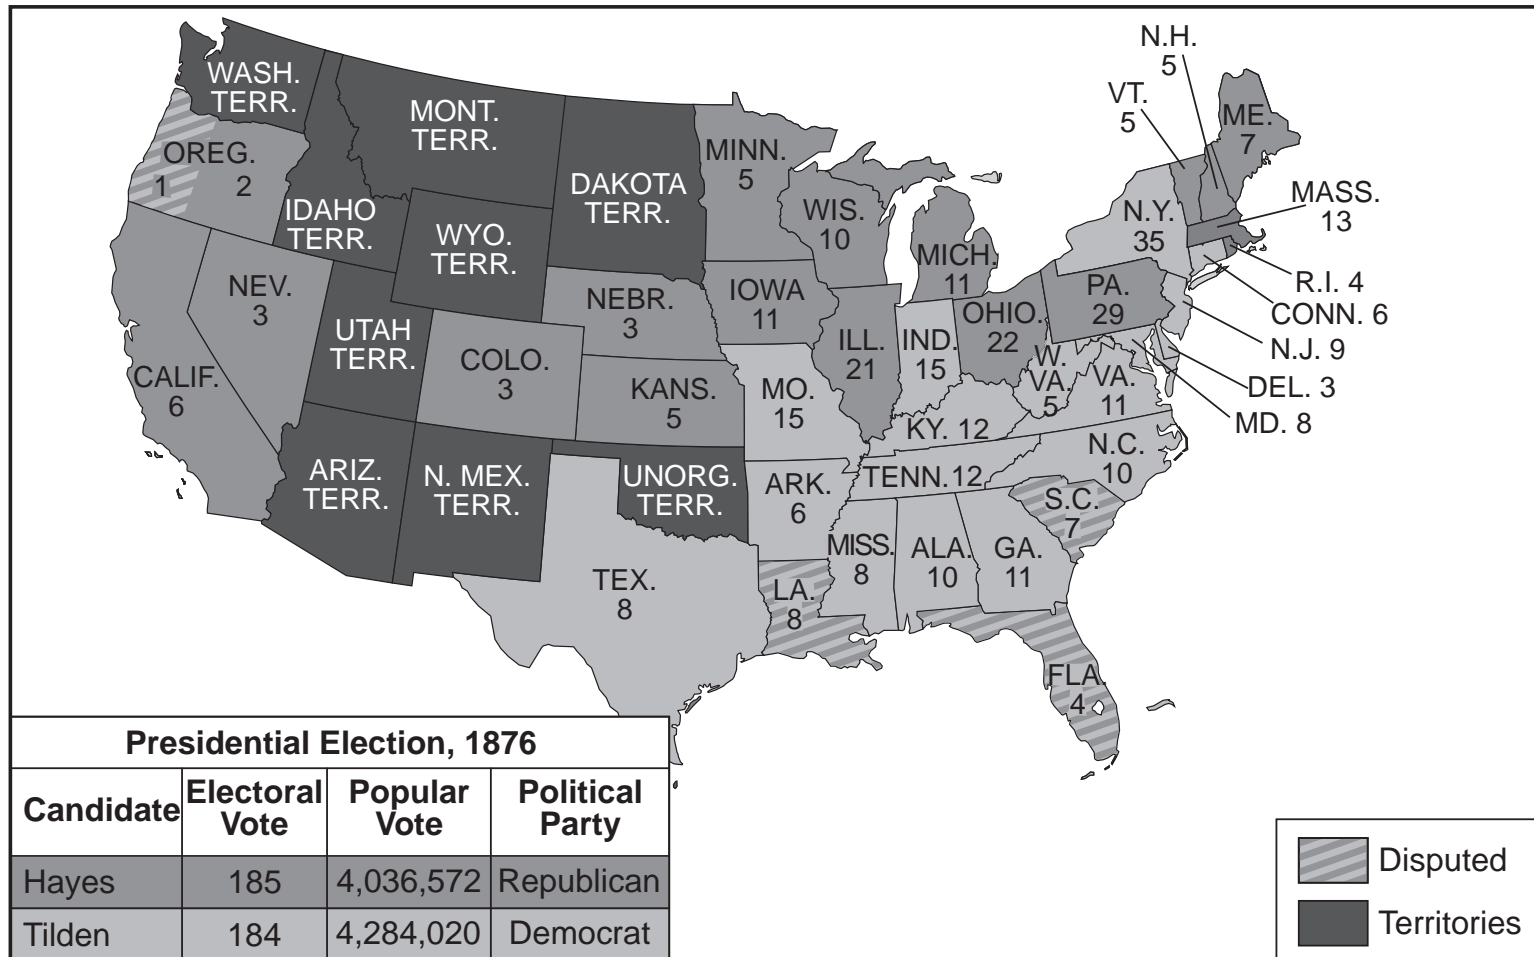 WASH.
TERR.
MONT.
TERR.
DAKOTA
TERR.
MINN.
5
N.H.
5
VT.
5
ME.
7
OREG.
1 2
IDAHO
TERR.
WYO.
TERR.
WIS.
10
MICH.
11
N.Y.
35
MASS.
13
R.I. 4
CONN. 6
N.J. 9
DEL. 3
MD. 8
NEV.
3
UTAH
TERR.
NEBR.
3
IOWA
11
ILL.
21
IND.
15
OHIO.
22
PA.
29
CALIF.
6
COLO.
3
KANS.
5
MO.
15
W.
VA.
5
VA.
11
KY. 12
ARIZ.
TERR.
N. MEX.
TERR.
UNORG.
TERR.
ARK.
6
TENN.12
N.C.
10
S.C.
7
TEX.
8
LA.
8
MISS.
8
ALA.
10
GA.
11
FLA.
4
Presidential Election, 1876
Candidate Electoral Vote Popular Vote Political Party
Hayes 185 4,036,572 Republican
Tilden 184 4,284,020 Democrat
Disputed
Territories